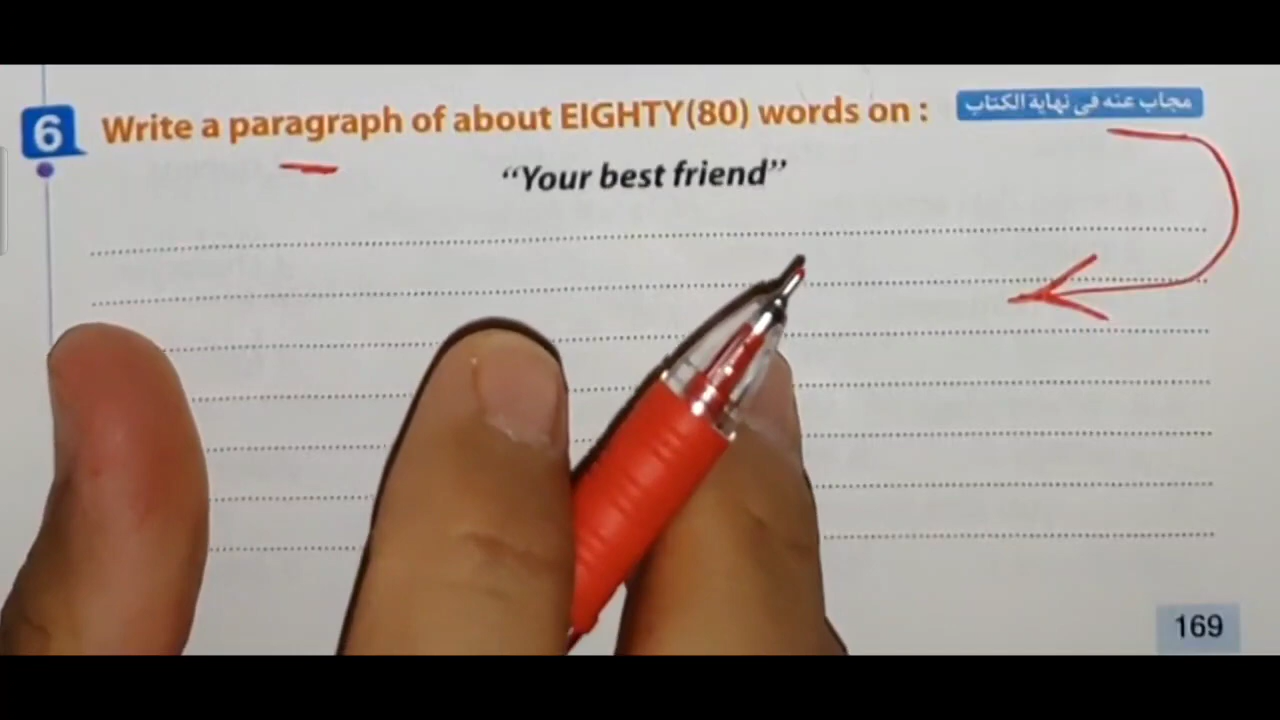 6 Write a paragraph of about EIGHTY(80) words on : مجاب عنه فى نهاية الكتاب
“Your best friend”
169